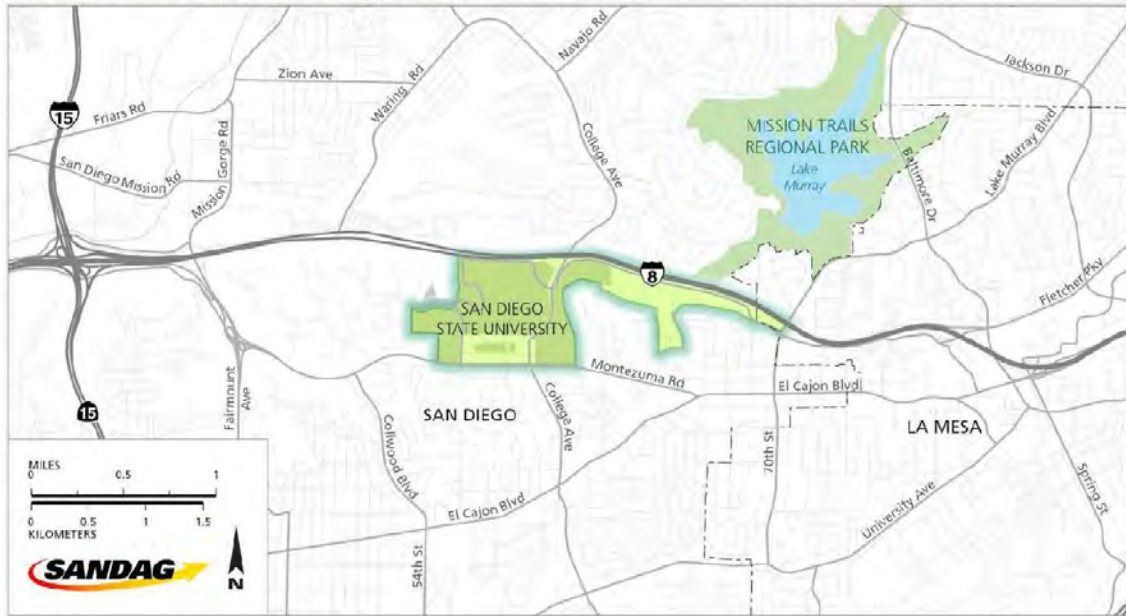 15
Friars Rd
Zion Ave
Waring Rd
Navajo Rd
Jackson Dr
San Diego Mission Rd
Mission Gorge Rd
College Ave
MISSION TRAILS
REGIONAL PARK
Lake
Murray
Baltimore Dr
Lake Murray Blvd
8
Fletcher Pky
SAN DIEGO
STATE UNIVERSITY
Montezuma Rd
El Cajon Blvd
15
Fairmount
Ave
SAN DIEGO
Collwood Blvd
College Ave
LA MESA
70th St
El Cajon Blvd
University Ave
Spring St
54th St
MILES
0 0.5 1
0 0.5 1 1.5
KILOMETERS
SANDAG
N